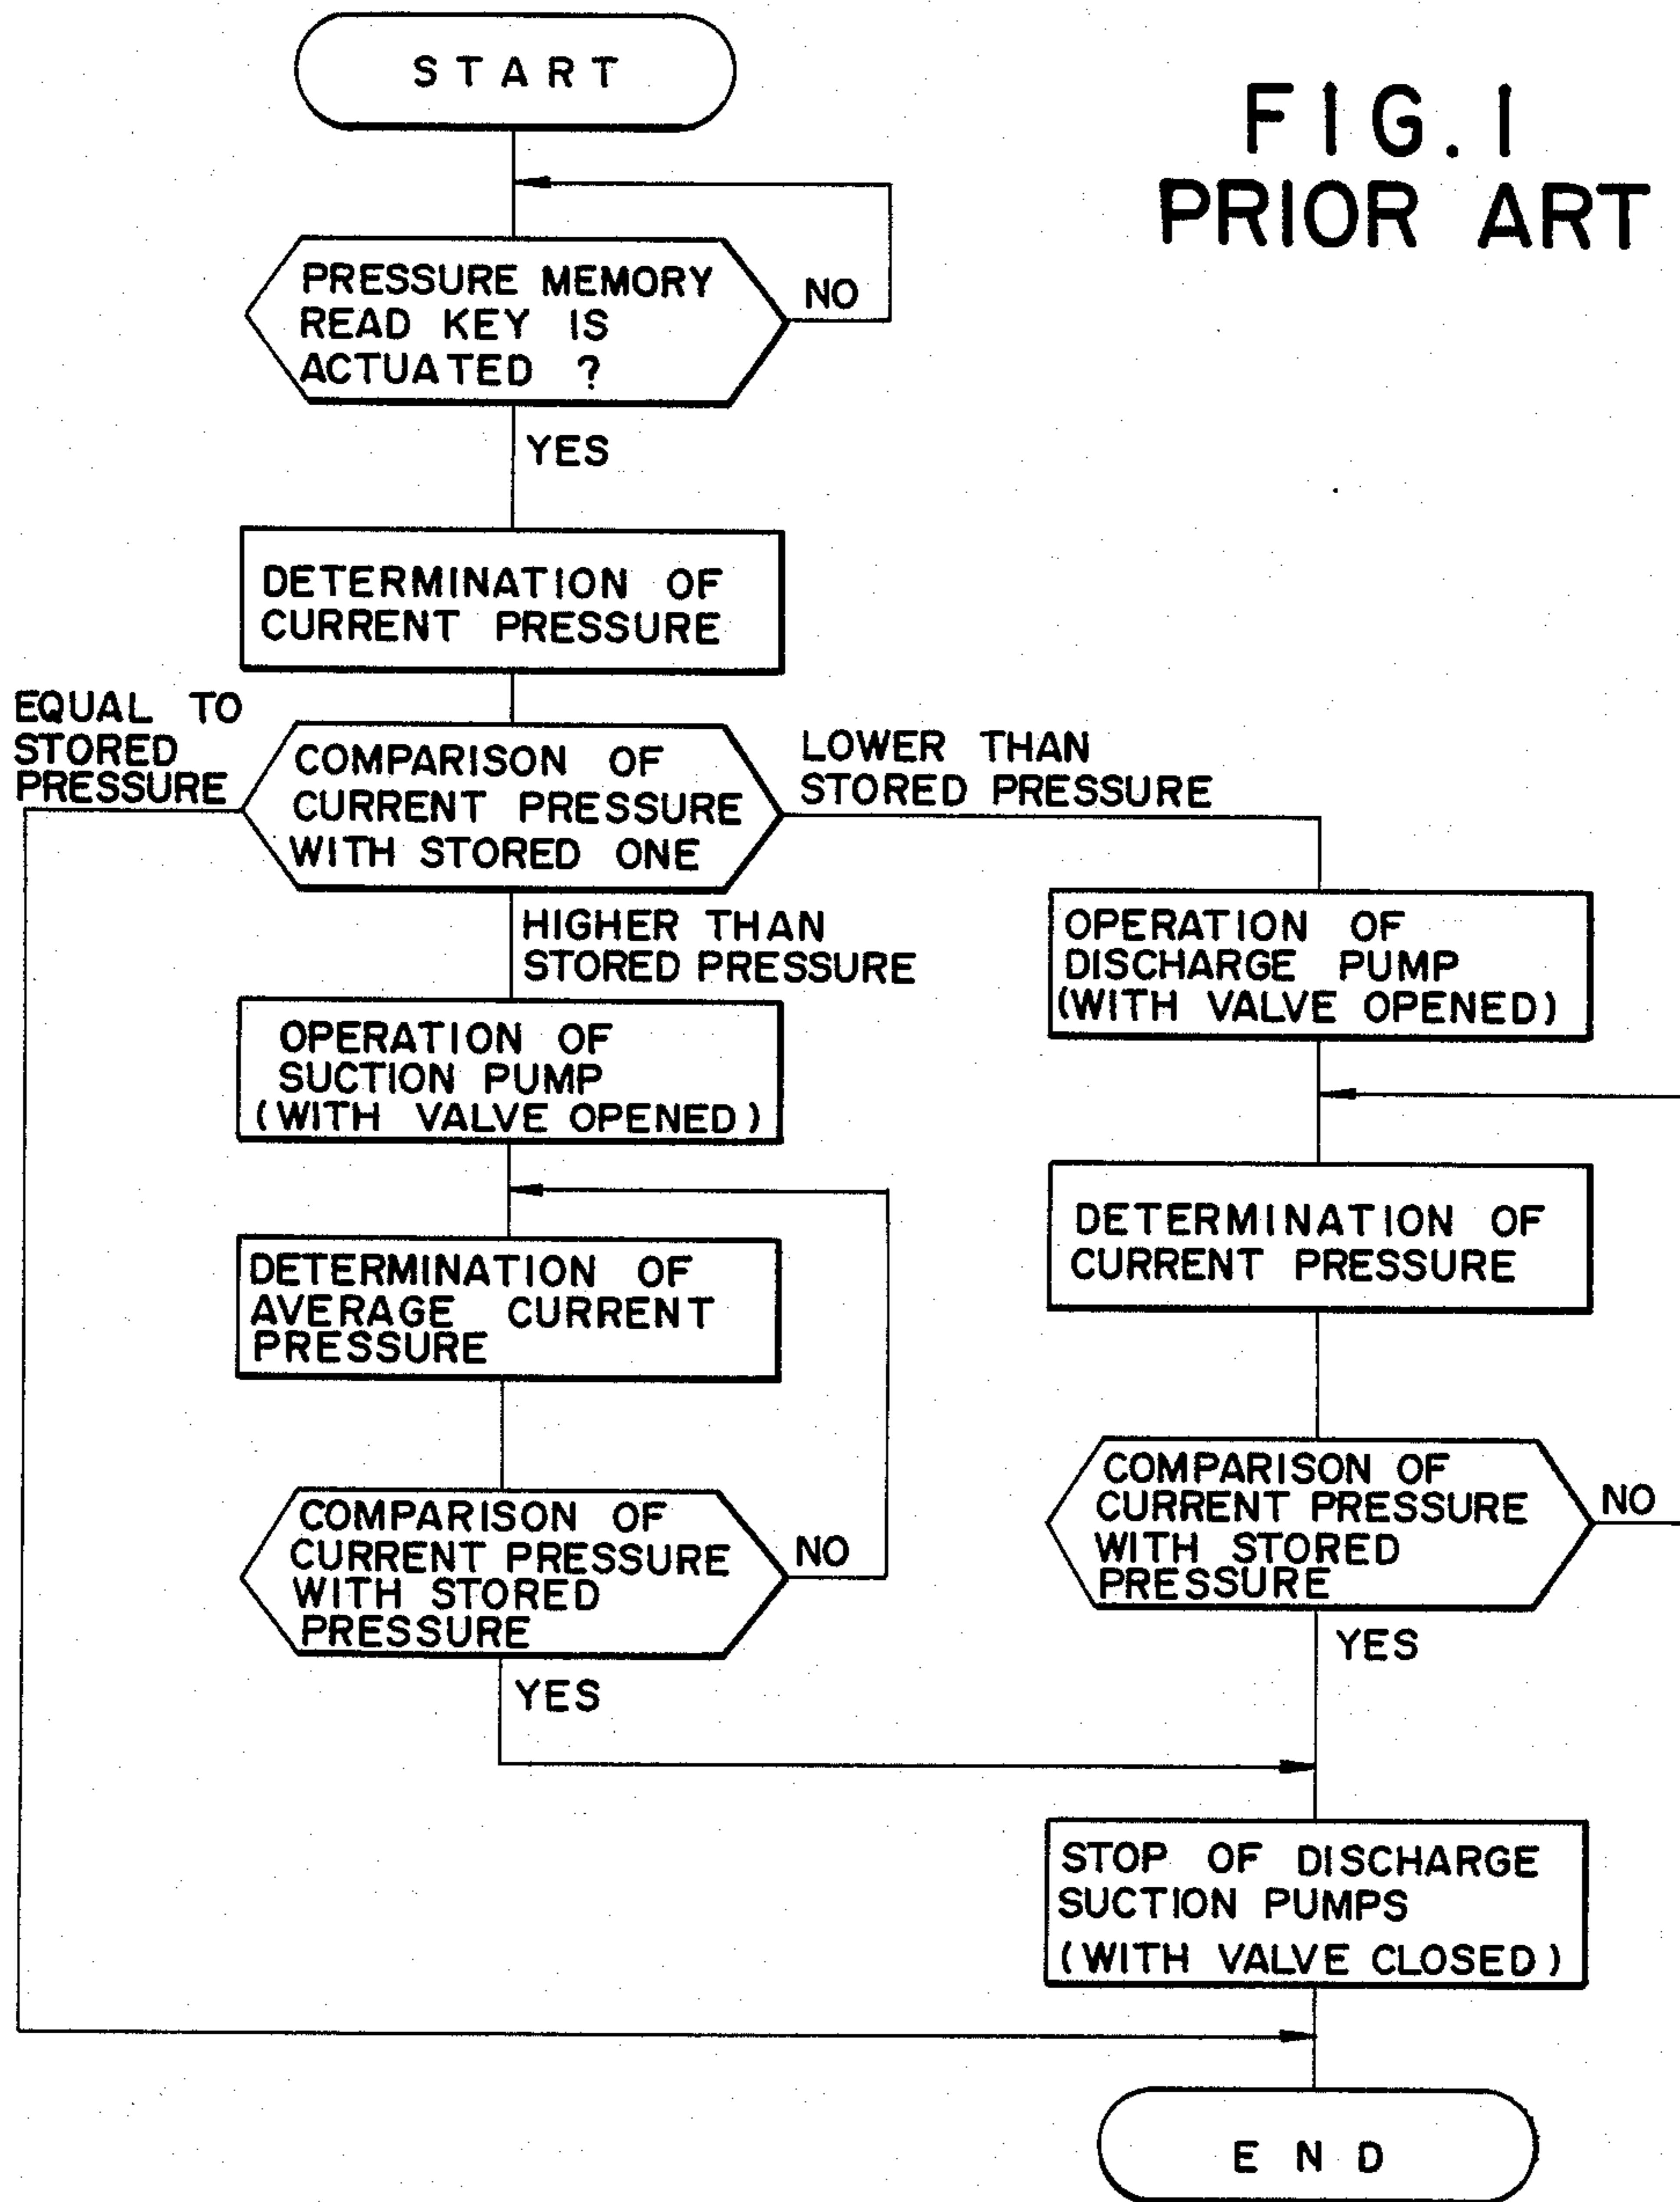 START
FIG. 1
PRIOR ART
PRESSURE MEMORY
READ KEY IS
ACTUATED ?
NO
YES
DETERMINATION OF
CURRENT PRESSURE
EQUAL TO
STORED
PRESSURE
COMPARISON OF
CURRENT PRESSURE
WITH STORED ONE
LOWER THAN
STORED PRESSURE
HIGHER THAN
STORED PRESSURE
OPERATION OF
SUCTION PUMP
(WITH VALVE OPENED)
DETERMINATION OF
AVERAGE CURRENT
PRESSURE
COMPARISON OF
CURRENT PRESSURE
WITH STORED
PRESSURE
NO
YES
OPERATION OF
DISCHARGE PUMP
(WITH VALVE OPENED)
DETERMINATION OF
CURRENT PRESSURE
COMPARISON OF
CURRENT PRESSURE
WITH STORED
PRESSURE
NO
YES
STOP OF DISCHARGE
SUCTION PUMPS
(WITH VALVE CLOSED)
END